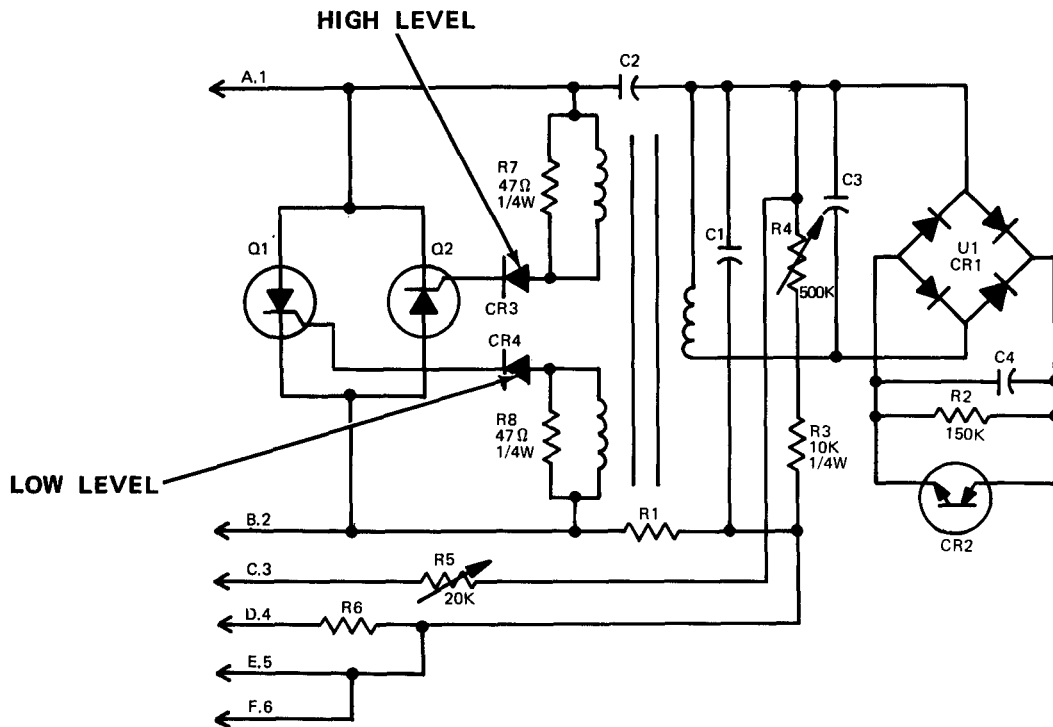 HIGH LEVEL
A.1
C2
R7
47Ω
1/4W
C3
R4
500K
C1
U1
CR1
Q1
Q2
CR3
CR4
C4
R2
150K
R8
47Ω
1/4W
R3
10K
1/4W
LOW LEVEL
CR2
B.2
R1
C.3
R5
20K
D.4
R6
E.5
F.6